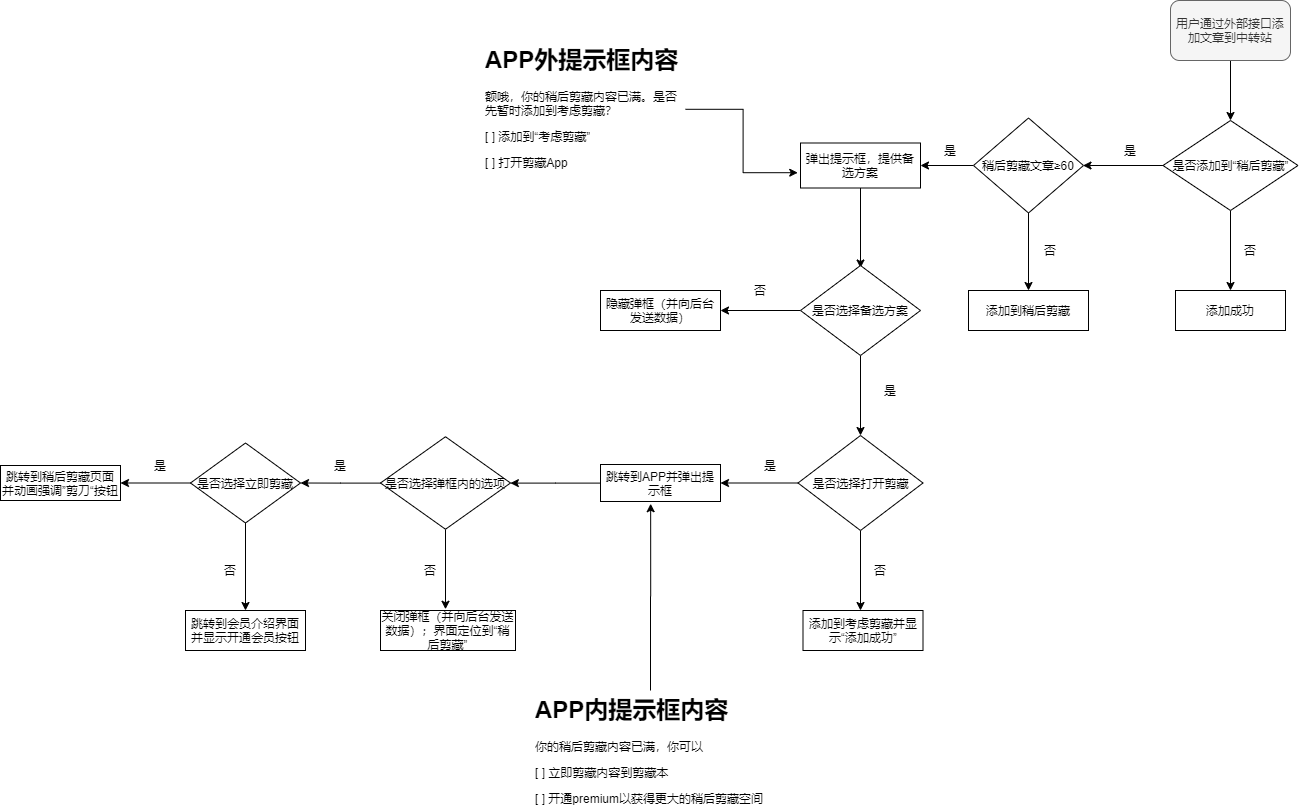 用户通过外部接口添
加文章到中转站
APP外提示框内容
额哦，你的稍后剪藏内容已满。是否
先暂时添加到考虑剪藏？
[ ] 添加到“考虑剪藏”
[ ] 打开剪藏App
弹出提示框，提供备
选方案
是
稍后剪藏文章≥60
是
是否添加到“稍后剪藏”
否
否
隐藏弹框（并向后台
发送数据）
否
是否选择备选方案
添加到稍后剪藏
添加成功
是
跳转到稍后剪藏页面
并动画强调“剪刀“按钮
是
是否选择立即剪藏
是
是否选择弹框内的选项
跳转到APP并弹出提
示框
是
是否选择打开剪藏
否
否
否
跳转到会员介绍界面
并显示开通会员按钮
关闭弹框（并向后台发送
数据）；界面定位到“稍
后剪藏”
添加到考虑剪藏并显
示“添加成功”
APP内提示框内容
你的稍后剪藏内容已满，你可以
[ ] 立即剪藏内容到剪藏本
[ ] 开通premium以获得更大的稍后剪藏空间